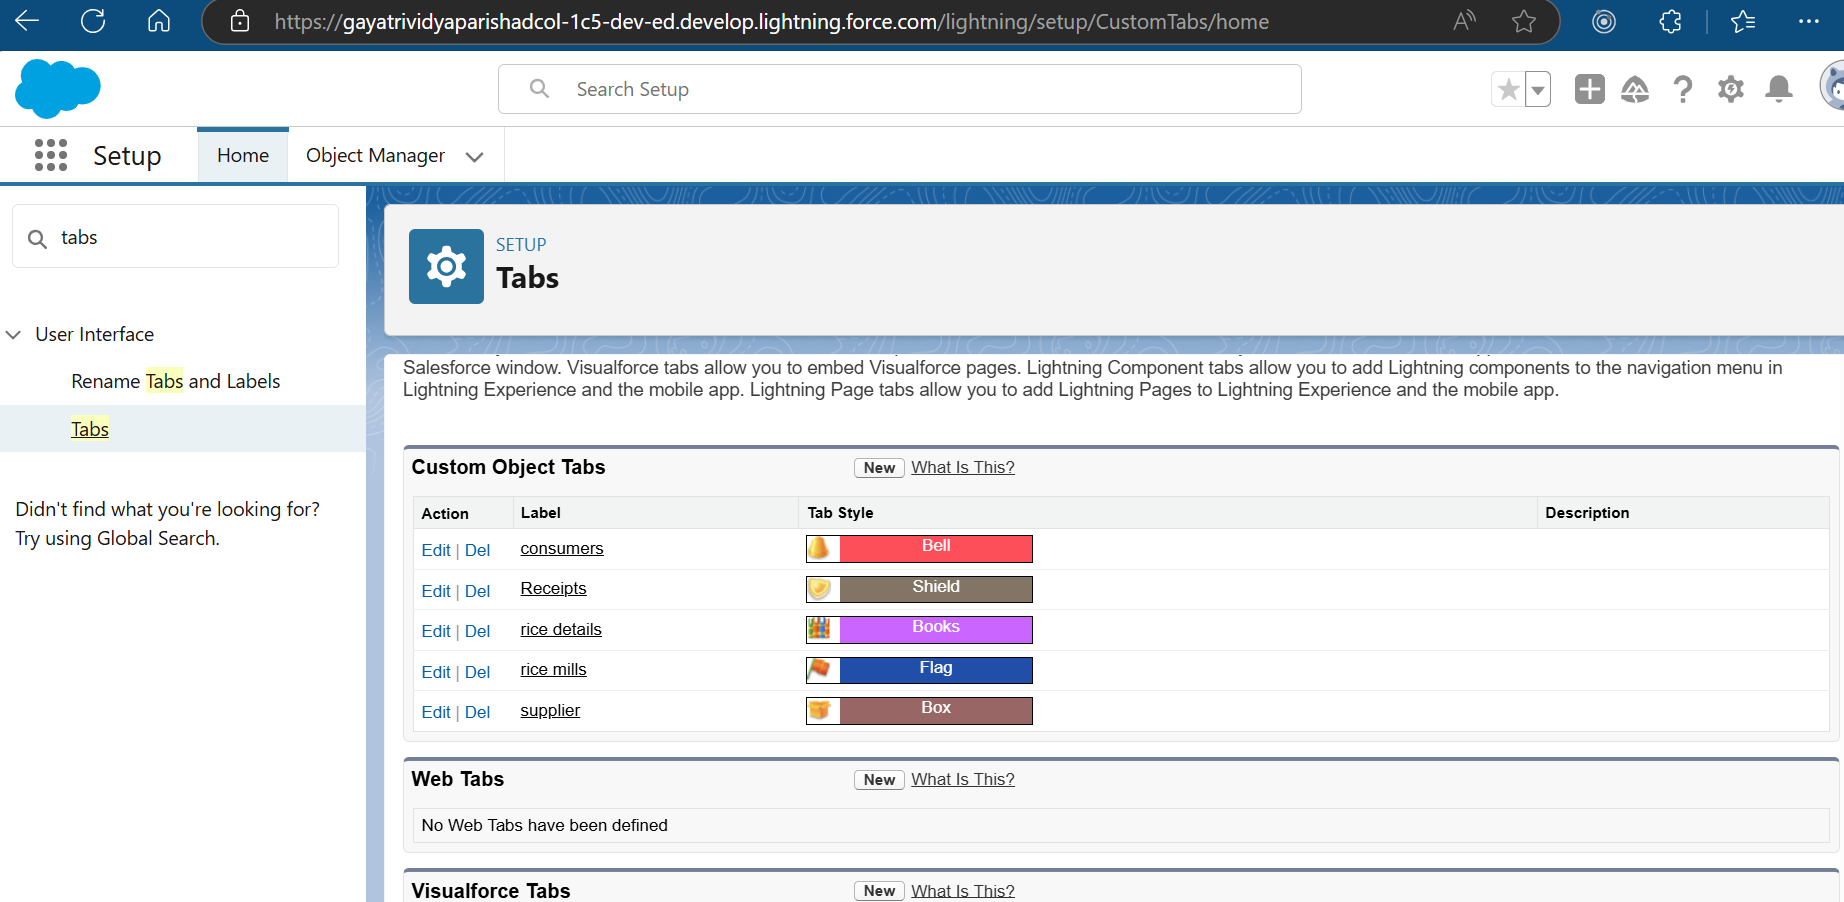 https://gayatrividyaparishadcol-1c5-dev-ed.develop.lightning.force.com/lightning/setup/CustomTabs/home
Search Setup
Setup
Home
Object Manager
tabs
User Interface
Rename Tabs and Labels
Tabs
Didn't find what you're looking for?
Try using Global Search.
SETUP
Tabs
Salesforce window. Visualforce tabs allow you to embed Visualforce pages. Lightning Component tabs allow you to add Lightning components to the navigation menu in
Lightning Experience and the mobile app. Lightning Page tabs allow you to add Lightning Pages to Lightning Experience and the mobile app.
Custom Object Tabs New What Is This?
Action Label Tab Style Description
Edit | Del consumers Bell
Edit | Del Receipts Shield
Edit | Del rice details Books
Edit | Del rice mills Flag
Edit | Del supplier Box
Web Tabs New What Is This?
No Web Tabs have been defined
Visualforce Tabs New What Is This?